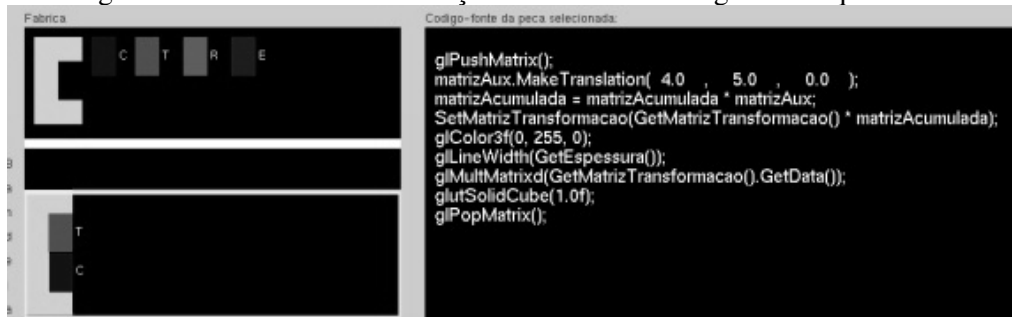 Fabrica
C T R E
T
C
Codigo-fonte da peca selecionada:
glPushMatrix();
matrizAux.MakeTranslation( 4.0 , 5.0 , 0.0 );
matrizAcumulada = matrizAcumulada * matrizAux;
SetMatrizTransformacao(GetMatrizTransformacao() * matrizAcumulada);
glColor3f(0, 255, 0);
glLineWidth(GetEspessura());
glMultMatrixd(GetMatrizTransformacao().GetData());
glutSolidCube(1.0f);
glPopMatrix();